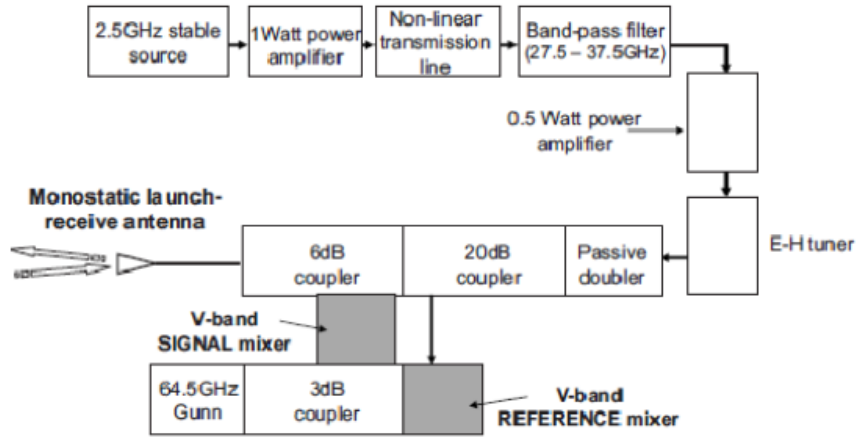 2.5GHz stable
source
1Watt power
amplifier
Non-linear
transmission
line
Band-pass filter
(27.5 – 37.5GHz)
0.5 Watt power
amplifier
E-H tuner
Monostatic launch-
receive antenna
6dB
coupler
20dB
coupler
Passive
doubler
V-band
SIGNAL mixer
64.5GHz
Gunn
3dB
coupler
V-band
REFERENCE mixer